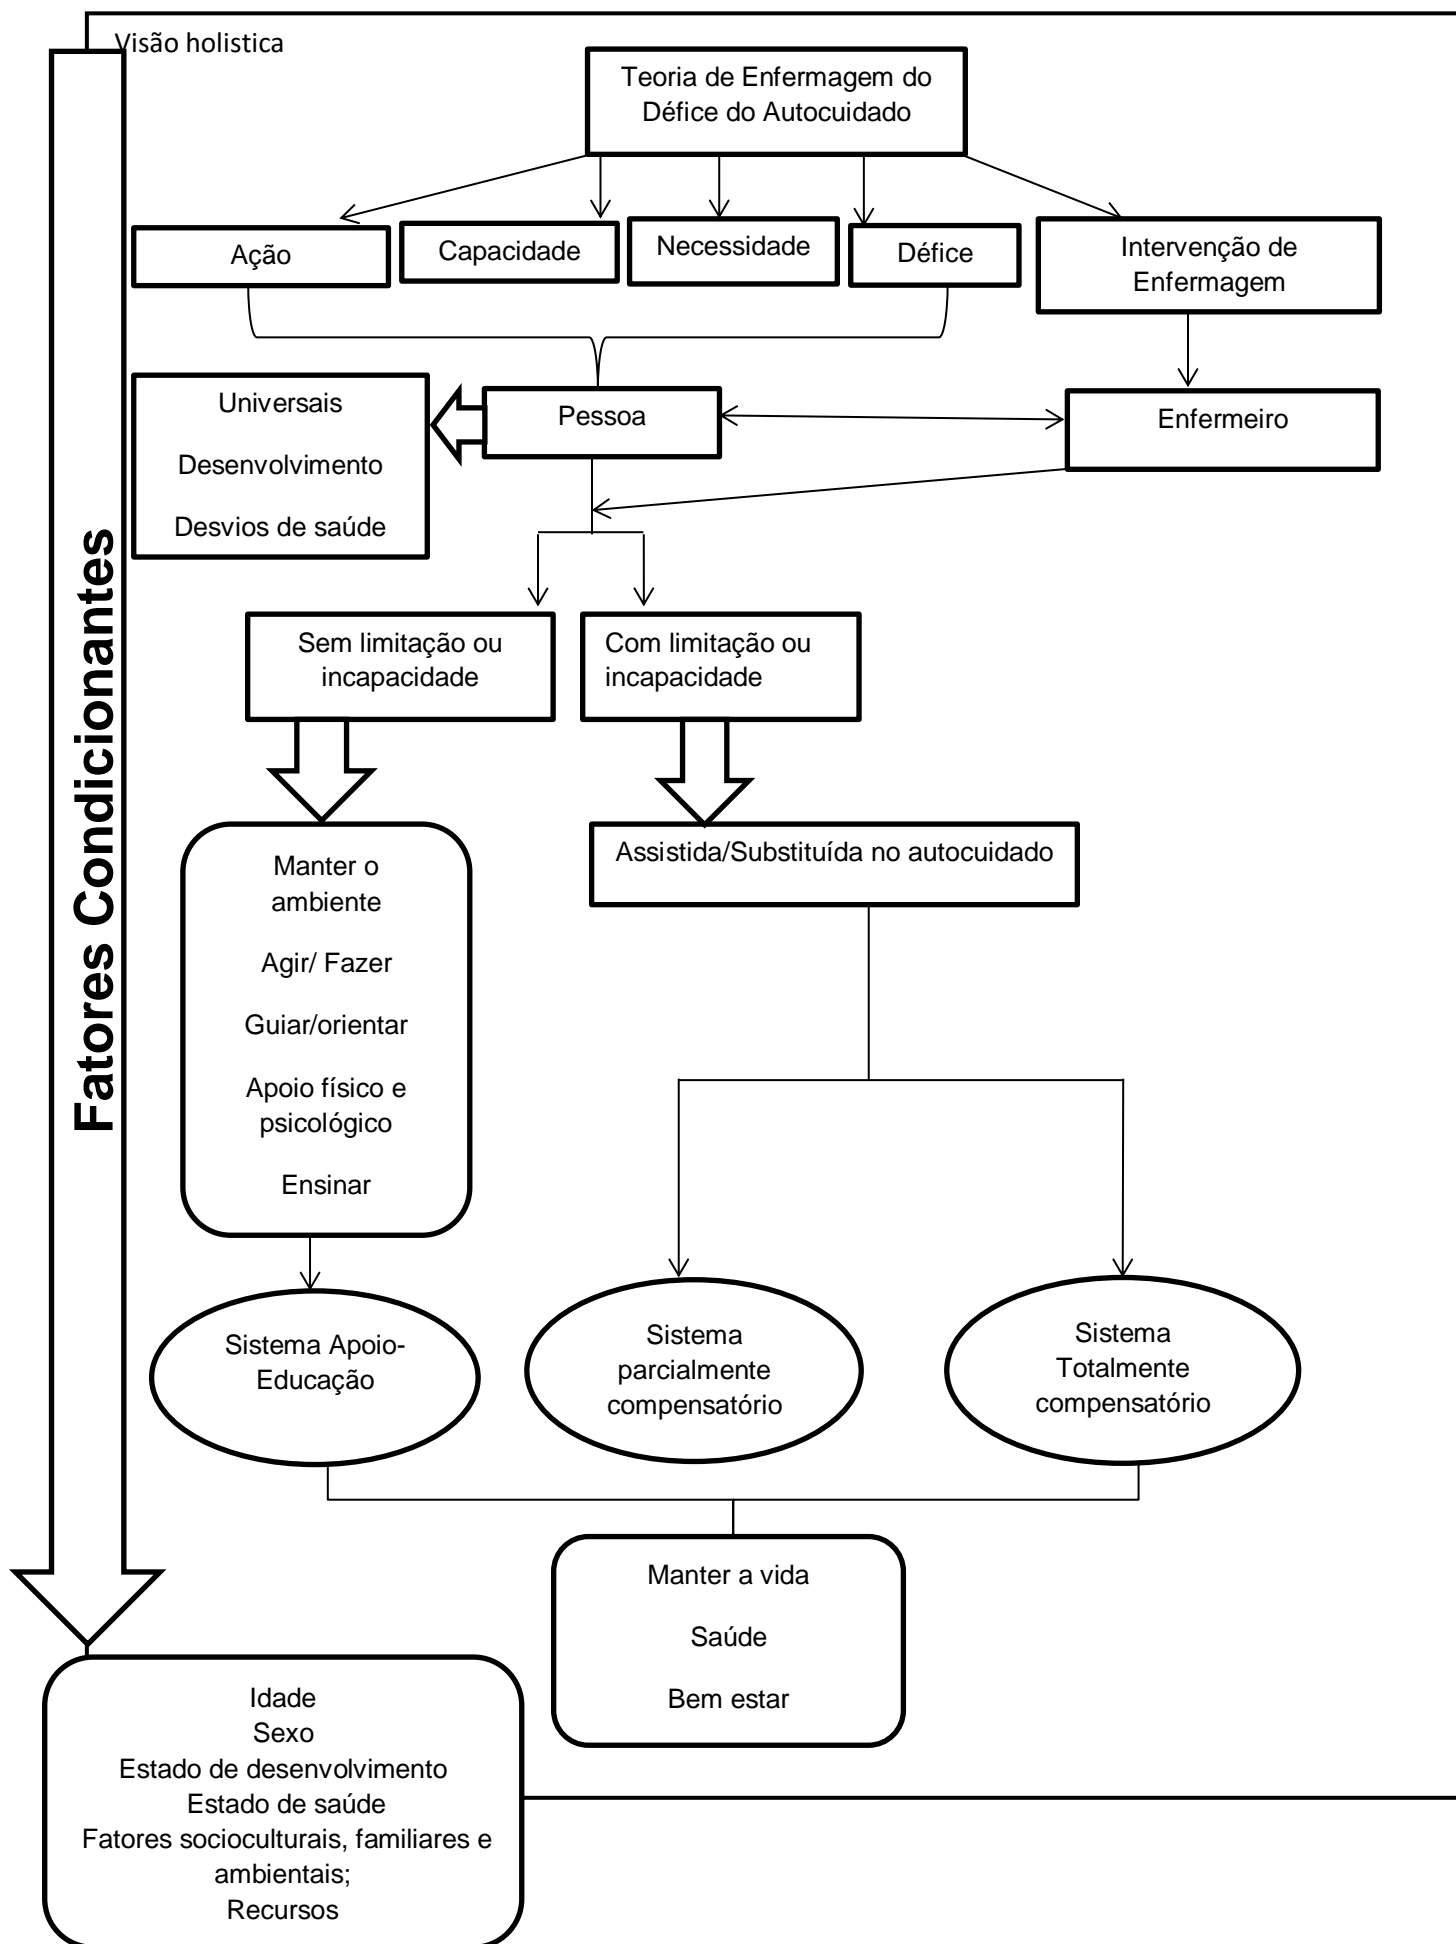 Visão holistica
Teoria de Enfermagem do
Défice do Autocuidado
Ação
Capacidade
Necessidade
Défice
Intervenção de
Enfermagem
Universais
Desenvolvimento
Desvios de saúde
Pessoa
Enfermeiro
Fatores Condicionantes
Sem limitação ou
incapacidade
Com limitação ou
incapacidade
Manter o
ambiente
Agir/ Fazer
Guiar/orientar
Apoio físico e
psicológico
Ensinar
Assistida/Substituída no autocuidado
Sistema Apoio-
Educação
Sistema
parcialmente
compensatório
Sistema
Totalmente
compensatório
Manter a vida
Saúde
Bem estar
Idade
Sexo
Estado de desenvolvimento
Estado de saúde
Fatores socioculturais, familiares e
ambientais;
Recursos